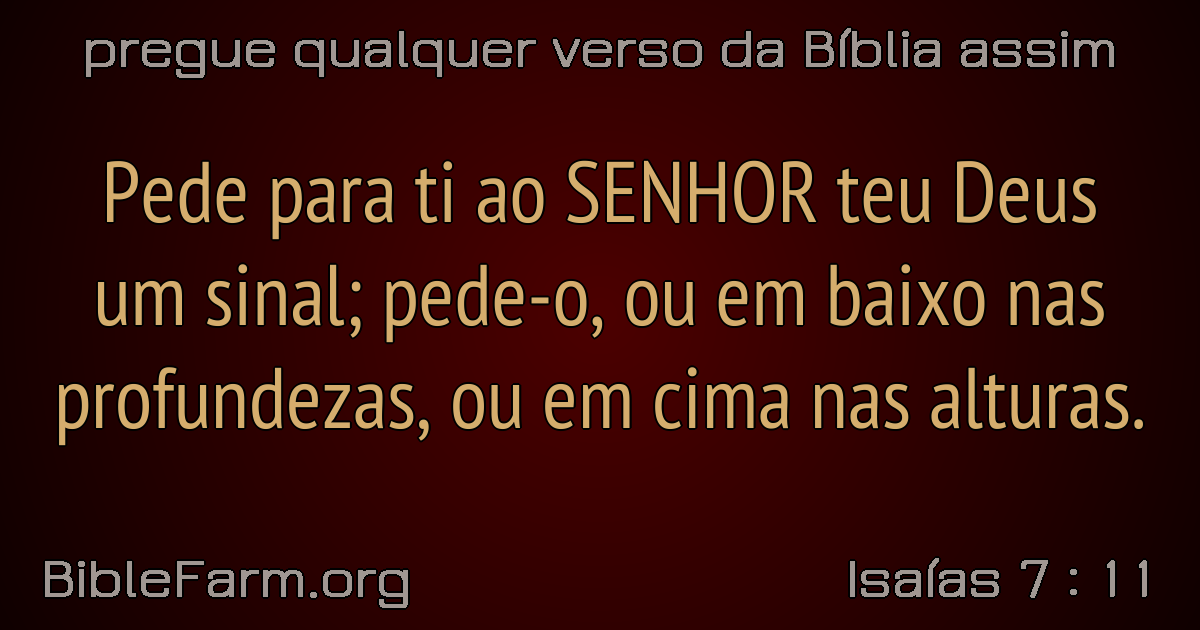 pregue qualquer verso da Bíblia assim
Pede para ti ao SENHOR teu Deus
um sinal; pede-o, ou em baixo nas
profundezas, ou em cima nas alturas.
BibleFarm.org
Isaías 7 : 11